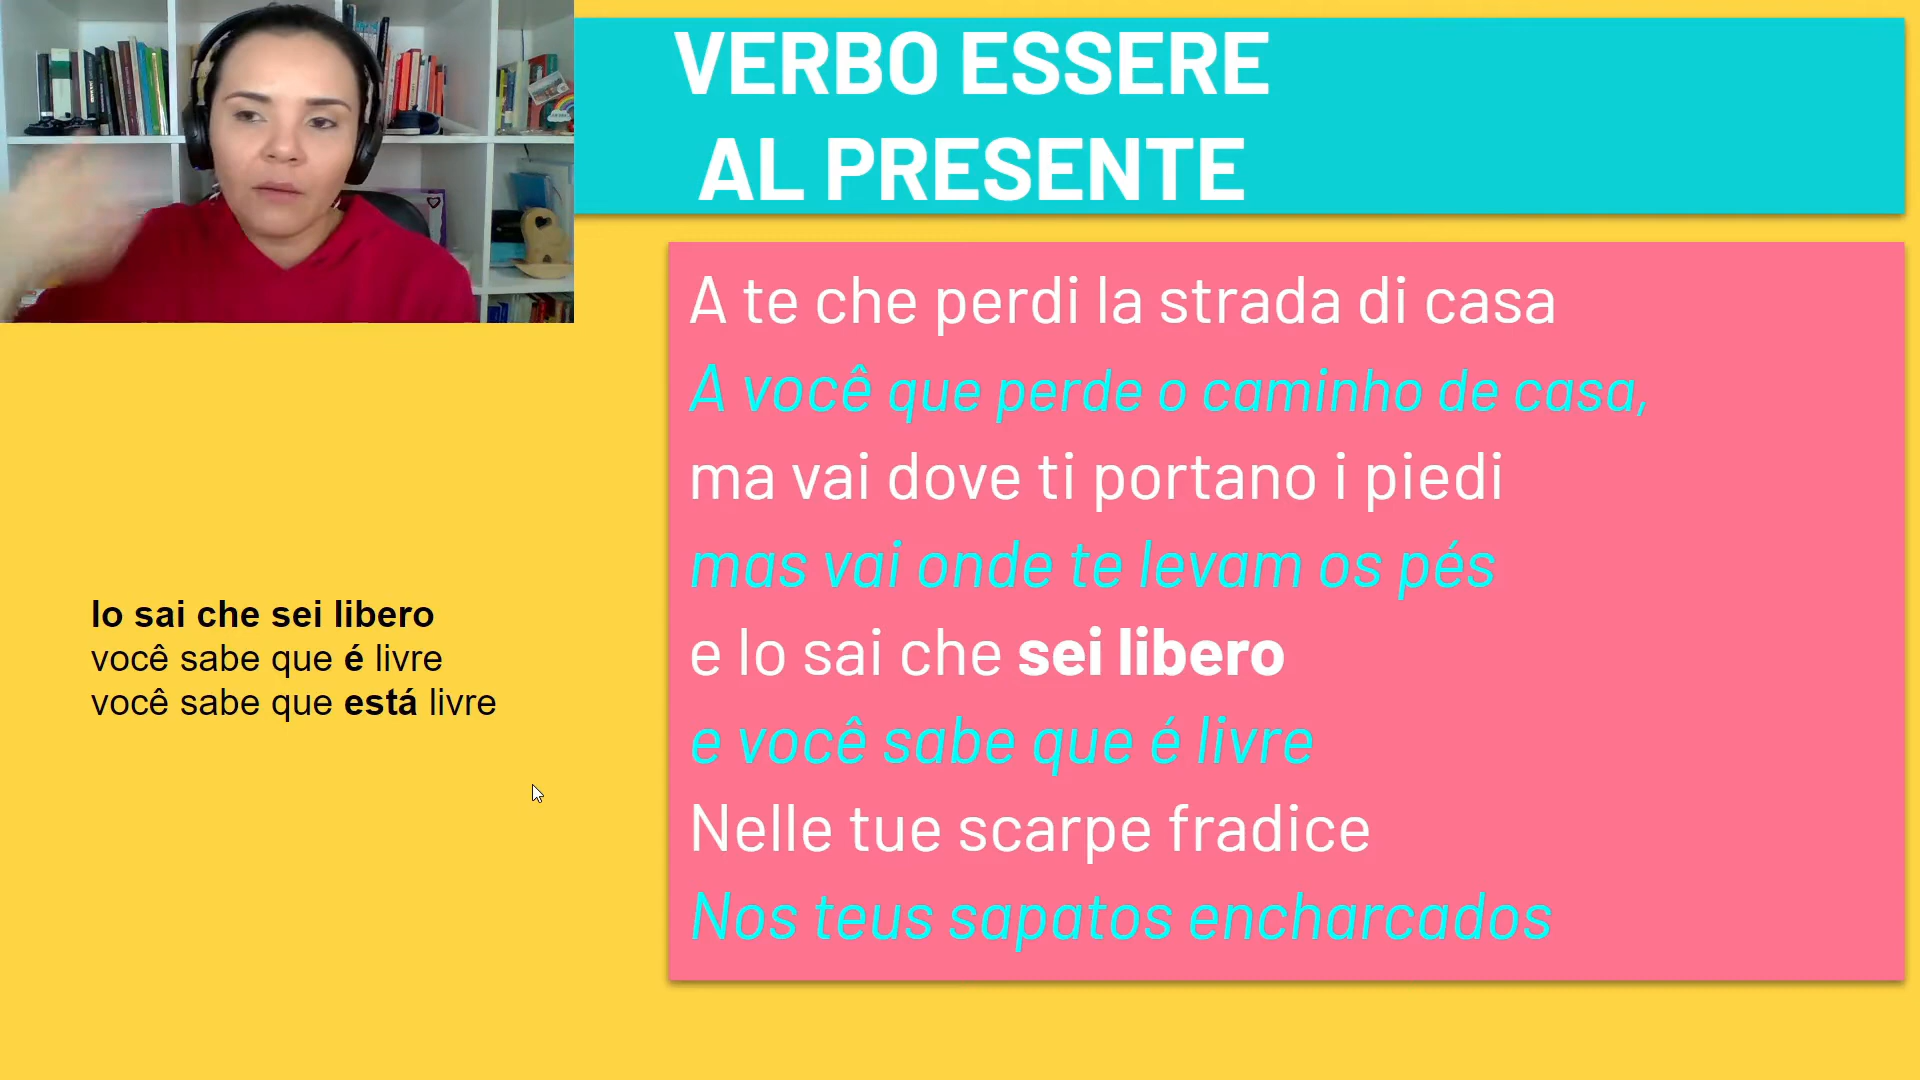 VERBO ESSERE
AL PRESENTE
A te che perdi la strada di casa
A você que perde o caminho de casa,
ma vai dove ti portano i piedi
mas vai onde te levam os pés
e lo sai che sei libero
e você sabe que é livre
Nelle tue scarpe fradice
Nos teus sapatos encharcados
lo sai che sei libero
você sabe que é livre
você sabe que está livre